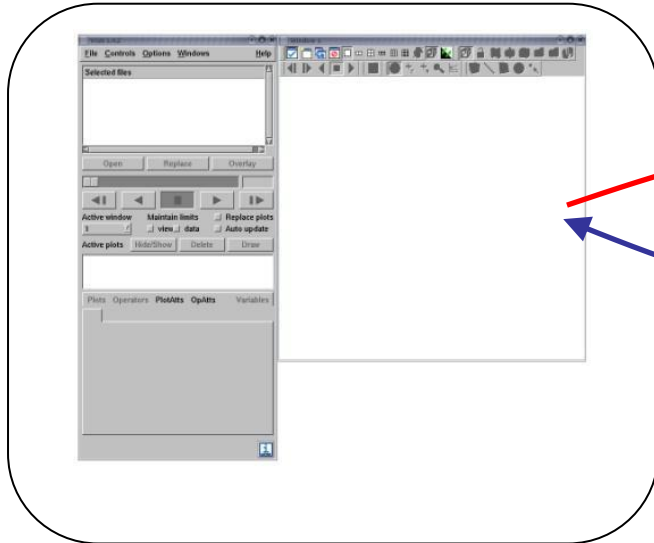 File Controls Options Windows Help
Selected files
Open Replace Overlay
Active window Maintain limits Replace plots
1 view data Auto update
Active plots Hide/Show Delete Draw
Plots Operators PlotAtts OpAtts Variables